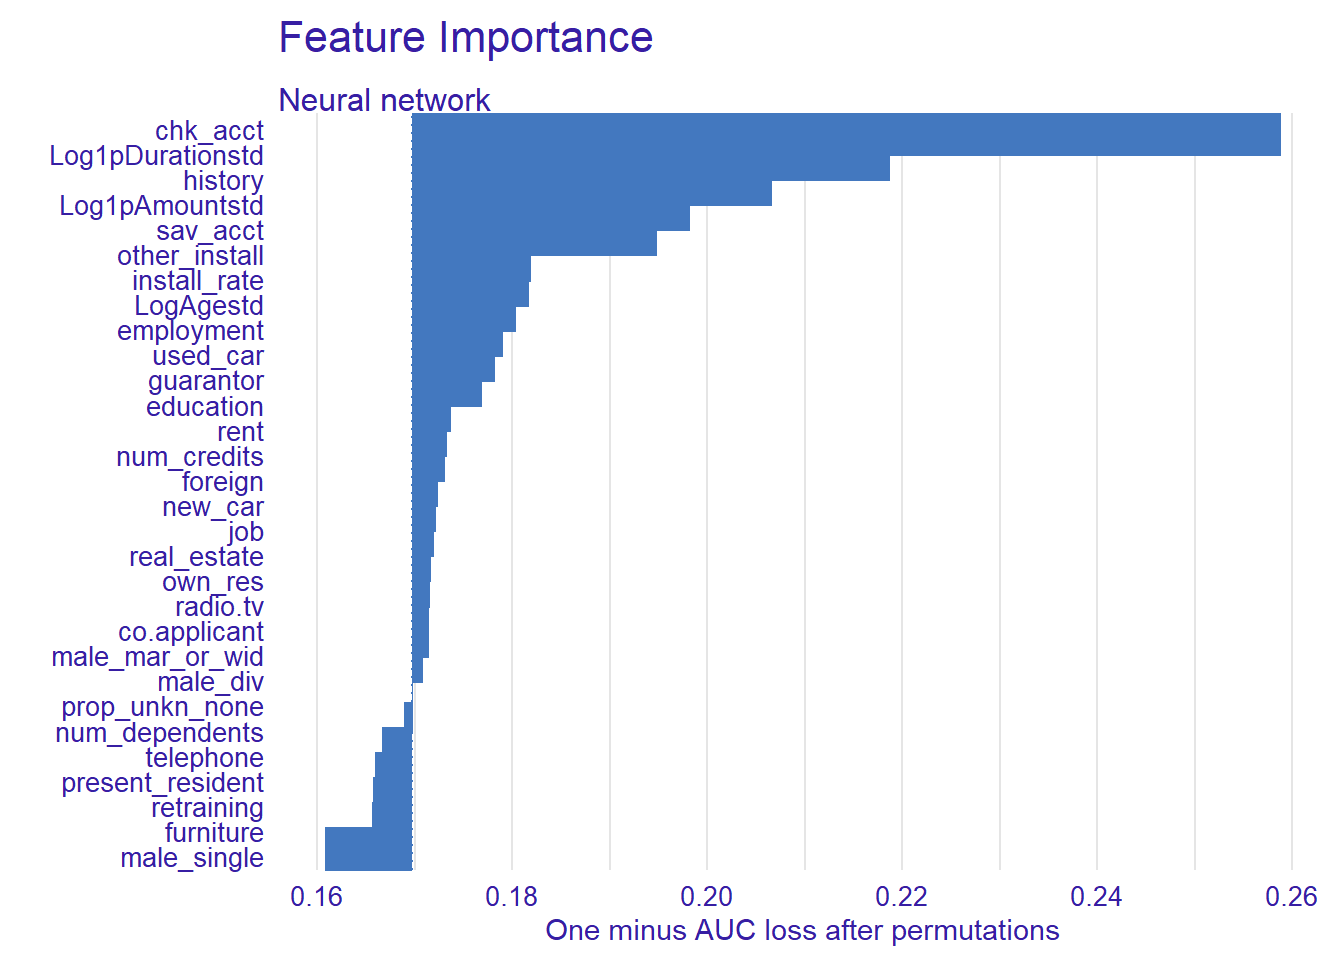 Feature Importance
Neural network
chk_acct
Log1pDurationstd
history
Log1pAmountstd
sav_acct
other_install
install_rate
LogAgestd
employment
used_car
guarantor
education
rent
num_credits
foreign
new_car
job
real_estate
own_res
radio.tv
co.applicant
male_mar_or_wid
male_div
prop_unkn_none
num_dependents
telephone
present_resident
retraining
furniture
male_single
0.16 0.18 0.20 0.22 0.24 0.26
One minus AUC loss after permutations